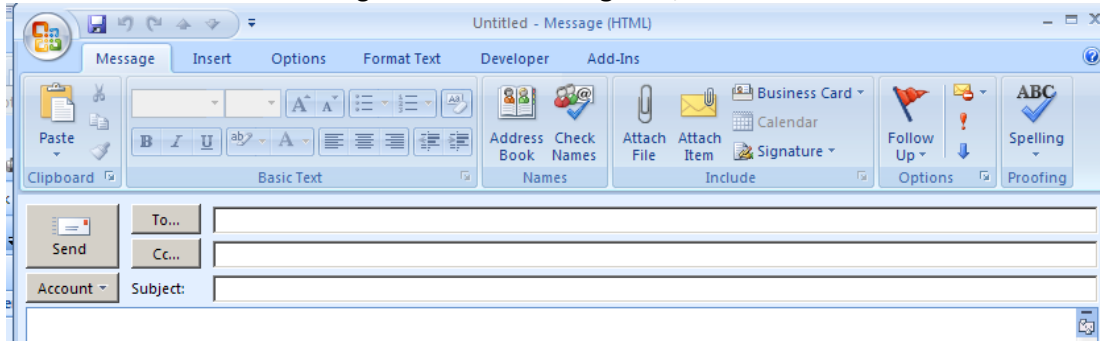 Untitled - Message (HTML)
Message Insert Options Format Text Developer Add-Ins
Paste
Clipboard
B I U ab A
Basic Text
Address Book
Check Names
Names
Attach File
Attach Item
Business Card
Calendar
Signature
Include
Follow Up
Options
ABC
Spelling
Proofing
Send
To...
Cc...
Account
Subject: